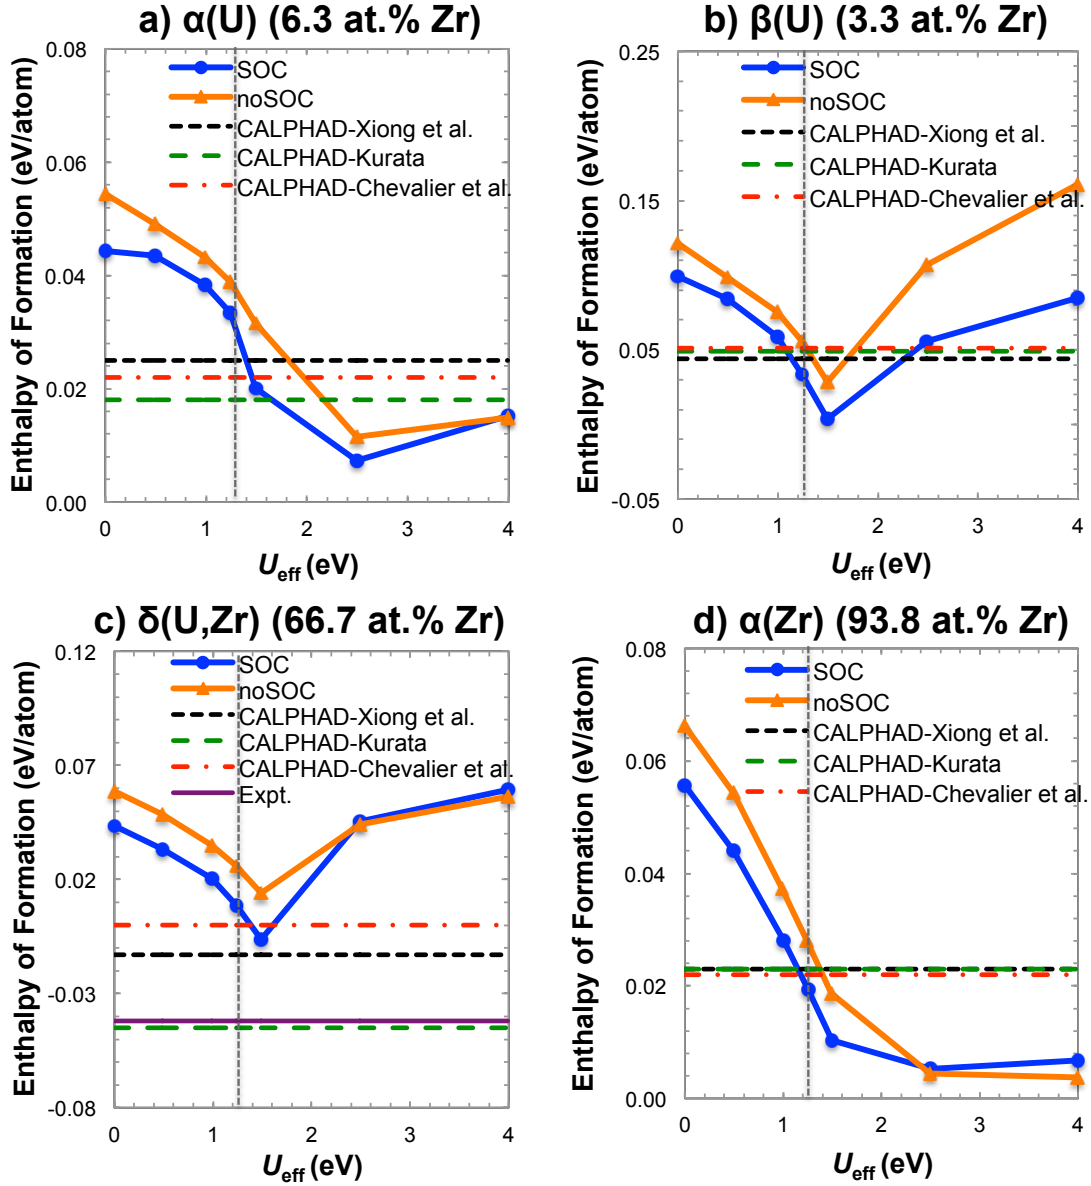 a) α(U) (6.3 at.% Zr)
Enthalpy of Formation (eV/atom)
0.08
0.06
0.04
0.02
0.00
SOC
noSOC
CALPHAD-Xiong et al.
CALPHAD-Kurata
CALPHAD-Chevalier et al.
0 1 2 3 4
Ueff (eV)
b) β(U) (3.3 at.% Zr)
Enthalpy of Formation (eV/atom)
0.25
0.15
0.05
-0.05
SOC
noSOC
CALPHAD-Xiong et al.
CALPHAD-Kurata
CALPHAD-Chevalier et al.
0 1 2 3 4
Ueff (eV)
c) δ(U,Zr) (66.7 at.% Zr)
Enthalpy of Formation (eV/atom)
0.12
0.07
0.02
-0.03
-0.08
SOC
noSOC
CALPHAD-Xiong et al.
CALPHAD-Kurata
CALPHAD-Chevalier et al.
Expt.
0 1 2 3 4
Ueff (eV)
d) α(Zr) (93.8 at.% Zr)
Enthalpy of Formation (eV/atom)
0.08
0.06
0.04
0.02
0.00
SOC
noSOC
CALPHAD-Xiong et al.
CALPHAD-Kurata
CALPHAD-Chevalier et al.
0 1 2 3 4
Ueff (eV)